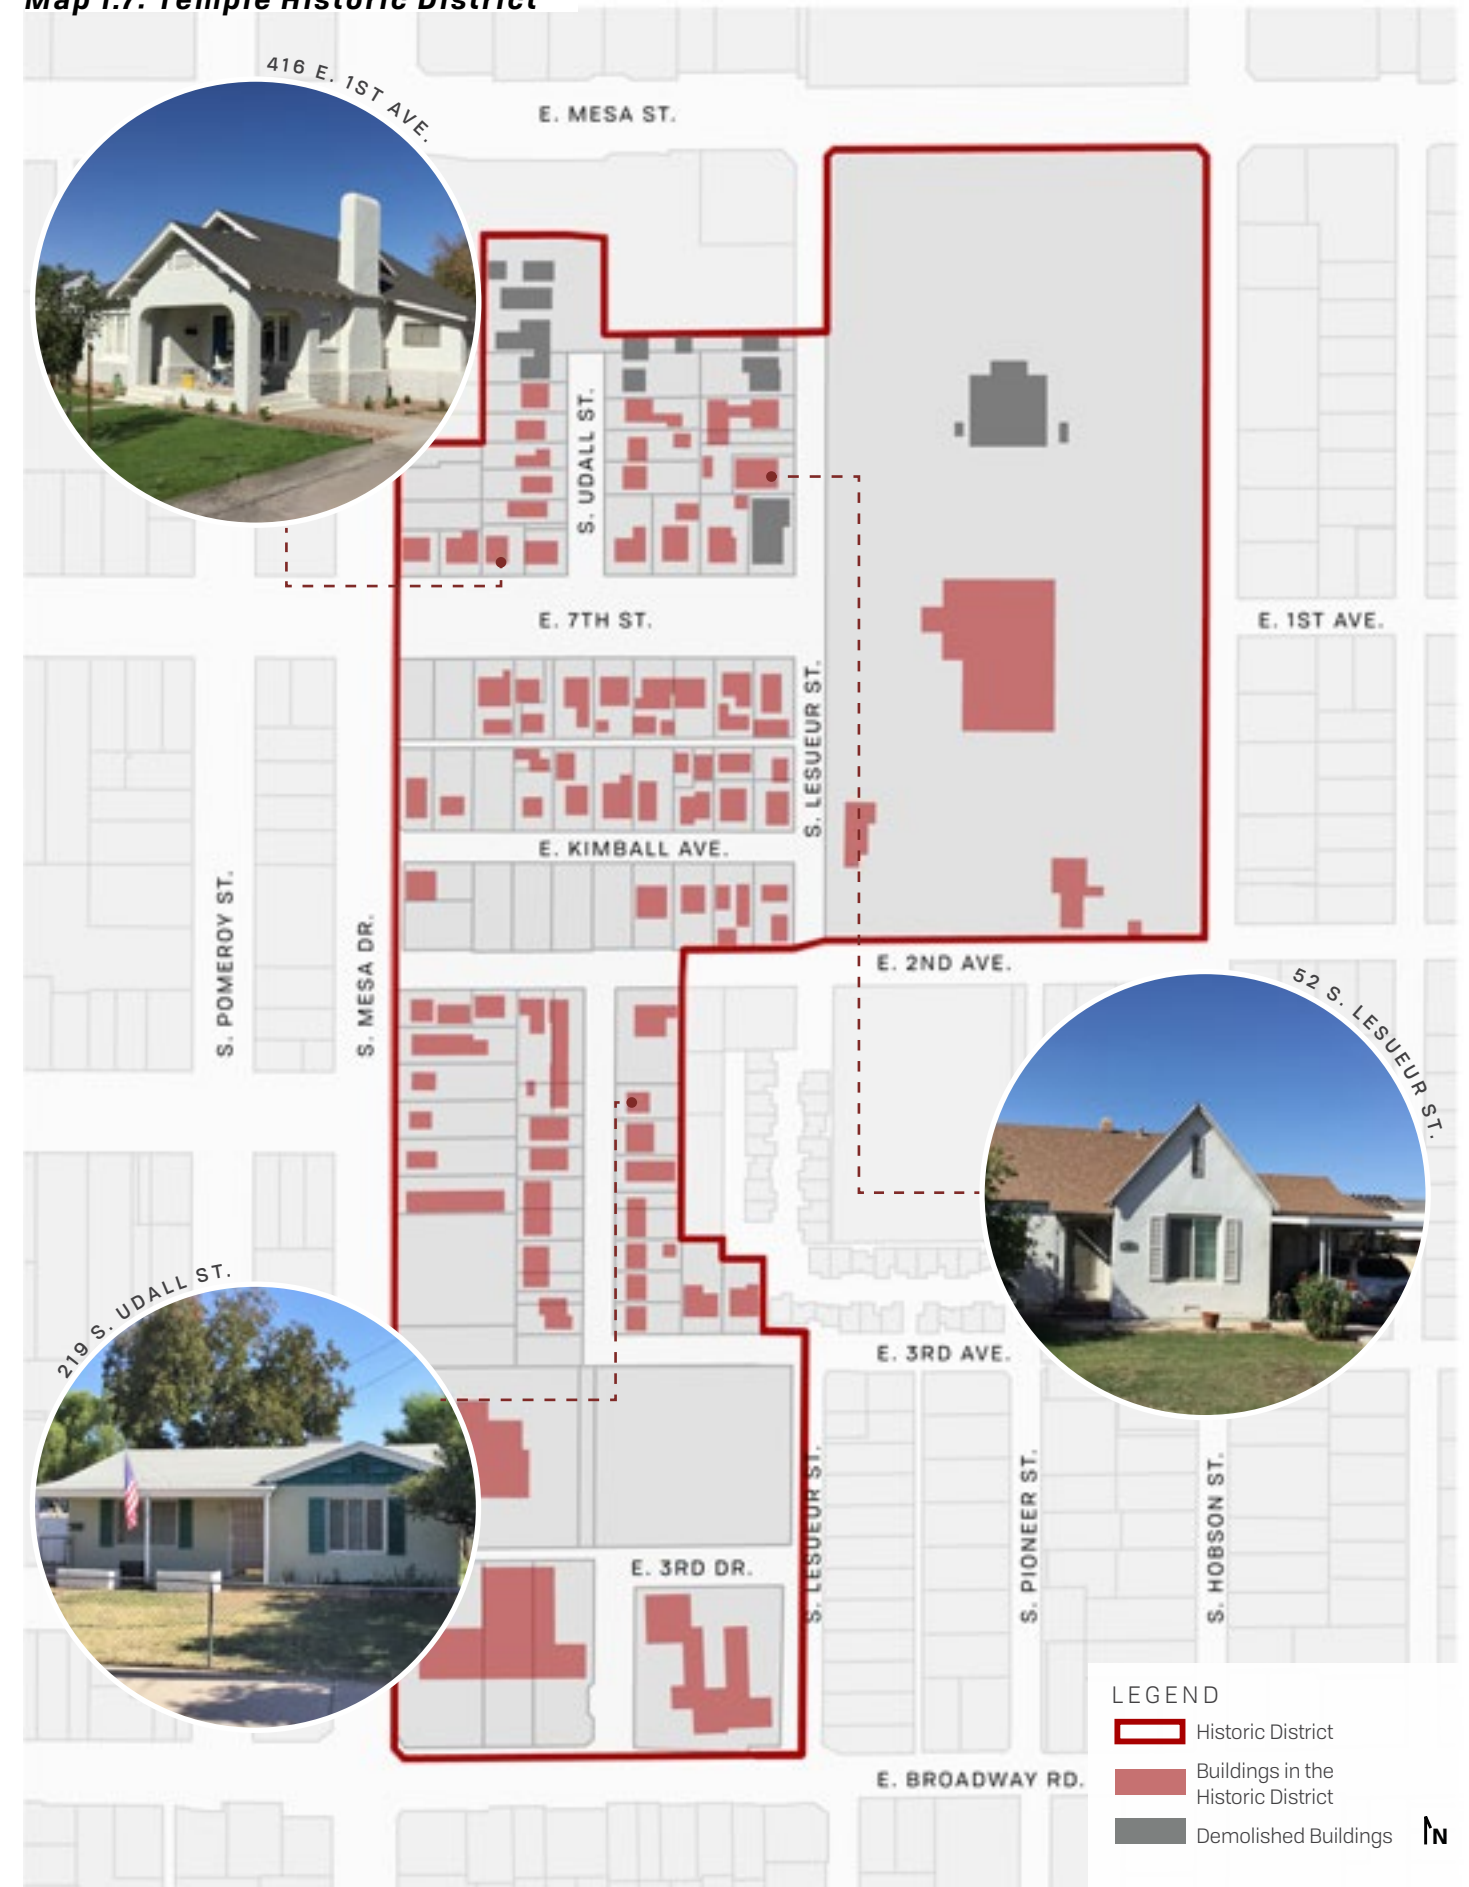 Map 1.7: Temple Historic District
416 E. 1ST AVE.
E. MESA ST.
S. UDALL ST.
E. 7TH ST.
E. 1ST AVE.
S. LESUEUR ST.
E. KIMBALL AVE.
S. POMEROY ST.
S. MESA DR.
E. 2ND AVE.
52 S. LESUEUR ST.
219 S. UDALL ST.
E. 3RD AVE.
S. LESUEUR ST.
S. PIONEER ST.
S. HOBSON ST.
E. 3RD DR.
E. BROADWAY RD.
LEGEND
Historic District
Buildings in the
Historic District
Demolished Buildings
N